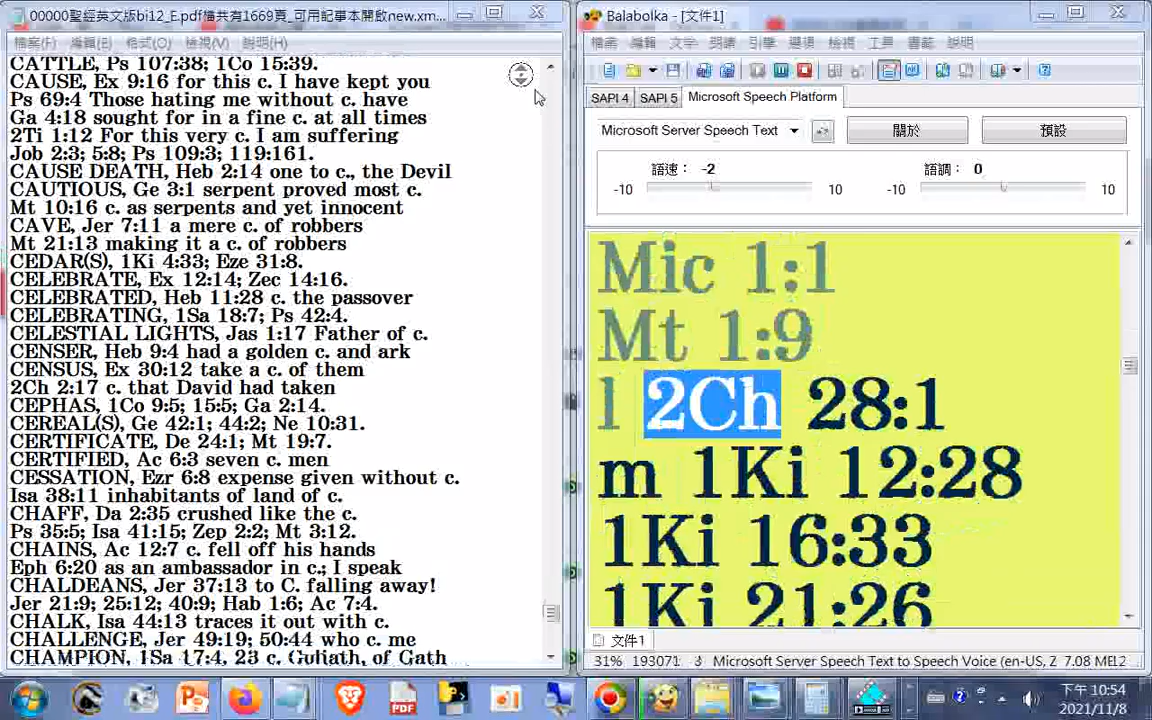 00000聖經英文版bi12_E.pdf檔共有1669頁_可用記事本開啟new.xm...
檔案(F) 編輯(E) 格式(O) 檢視(V) 說明(H)
CATTLE, Ps 107:38; 1Co 15:39.
CAUSE, Ex 9:16 for this c. I have kept you
Ps 69:4 Those hating me without c. have
Ga 4:18 sought for in a fine c. at all times
2Ti 1:12 For this very c. I am suffering
Job 2:3; 5:8; Ps 109:3; 119:161.
CAUSE DEATH, Heb 2:14 one to c., the Devil
CAUTIOUS, Ge 3:1 serpent proved most c.
Mt 10:16 c. as serpents and yet innocent
CAVE, Jer 7:11 a mere c. of robbers
Mt 21:13 making it a c. of robbers
CEDAR(S), 1Ki 4:33; Eze 31:8.
CELEBRATE, Ex 12:14; Zec 14:16.
CELEBRATED, Heb 11:28 c. the passover
CELEBRATING, 1Sa 18:7; Ps 42:4.
CELESTIAL LIGHTS, Jas 1:17 Father of c.
CENSER, Heb 9:4 had a golden c. and ark
CENSUS, Ex 30:12 take a c. of them
2Ch 2:17 c. that David had taken
CEPHAS, 1Co 9:5; 15:5; Ga 2:14.
CEREAL(S), Ge 42:1; 44:2; Ne 10:31.
CERTIFICATE, De 24:1; Mt 19:7.
CERTIFIED, Ac 6:3 seven c. men
CESSATION, Ezr 6:8 expense given without c.
Isa 38:11 inhabitants of land of c.
CHAFF, Da 2:35 crushed like the c.
Ps 35:5; Isa 41:15; Zep 2:2; Mt 3:12.
CHAINS, Ac 12:7 c. fell off his hands
Eph 6:20 as an ambassador in c.; I speak
CHALDEANS, Jer 37:13 to C. falling away!
Jer 21:9; 25:12; 40:9; Hab 1:6; Ac 7:4.
CHALK, Isa 44:13 traces it out with c.
CHALLENGE, Jer 49:19; 50:44 who c. me
CHAMPION, 1Sa 17:4, 23 c. Goliath, of Gath
Balabolka - [文件1]
檔案 編輯 文字 閱讀 引擎 選項 檢視 工具 書籤 說明
SAPI 4 SAPI 5 Microsoft Speech Platform
Microsoft Server Speech Text 關於 預設
語速： -2 語調： 0
-10 10 -10 10
Mic 1:1
Mt 1:9
l 2Ch 28:1
m 1Ki 12:28
1Ki 16:33
1Ki 21:26
文件1
31% 193071 3 Microsoft Server Speech Text to Speech Voice (en-US, Z 7.08 ME12
下午 10:54
2021/11/8